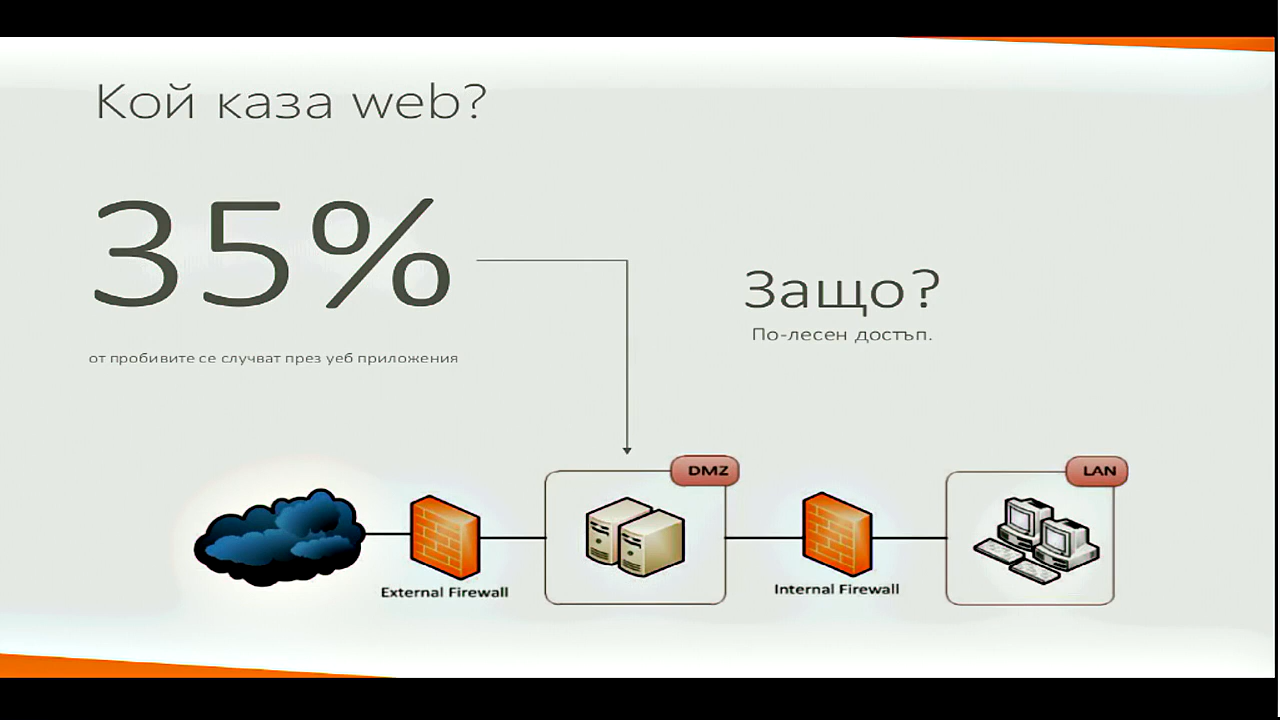 Кой каза web?
35%
от пробивите се случват през уеб приложения
Защо?
По-лесен достъп.
DMZ
LAN
External Firewall
Internal Firewall